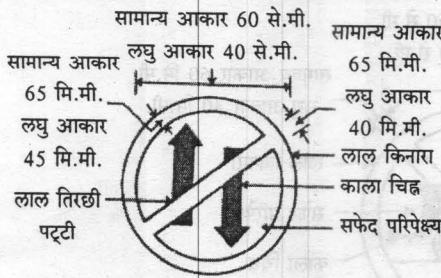 सामान्य आकार 60 से.मी.
लघु आकार 40 से.मी.
सामान्य आकार
65 मि.मी.
लघु आकार
45 मि.मी.
लाल तिरछी
पट्टी
सामान्य आकार
65 मि.मी.
लघु आकार
40 मि.मी.
लाल किनारा
काला चिह्न
सफेद परिपेक्ष्य